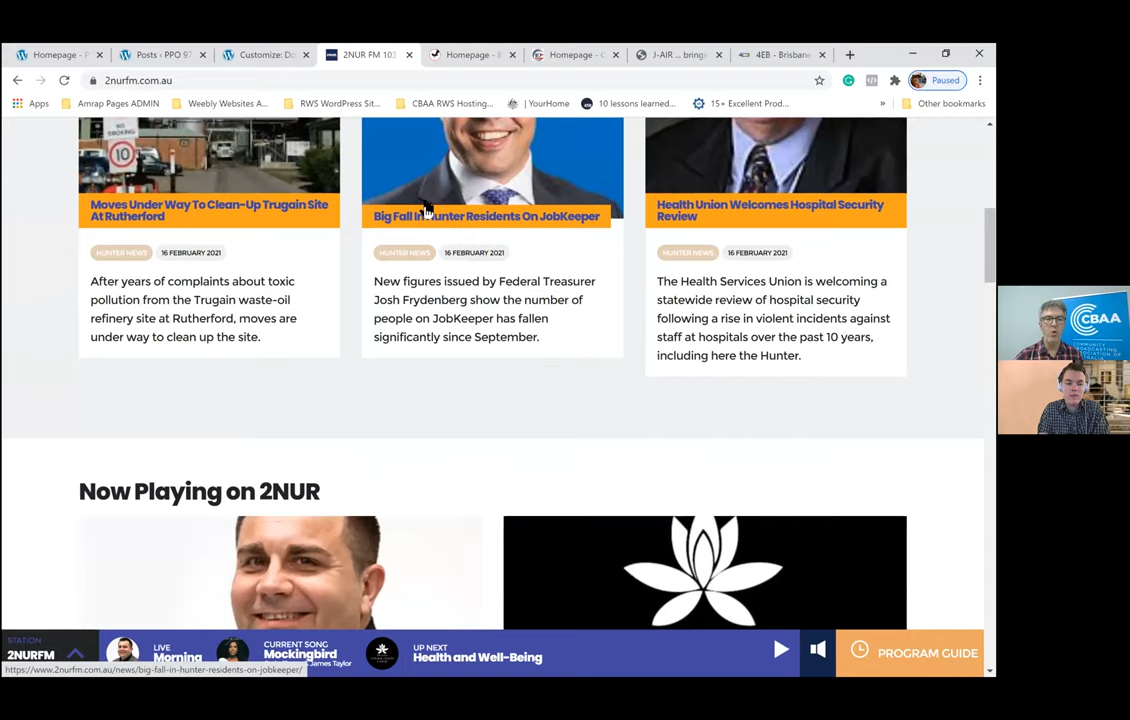 Homepage - P
Posts ‹ PPO 97
Customize: Do
2NUR FM 103
Homepage - 
Homepage - 
J-AIR ... bringi
4EB - Brisbane
2nurfm.com.au
Paused
Apps
Amrap Pages ADMIN
Weebly Websites A...
RWS WordPress Sit...
CBAA RWS Hosting...
| YourHome
10 lessons learned...
15+ Excellent Prod...
»
Other bookmarks
NO
SMOKING
10
Moves Under Way To Clean-Up Trugain Site
At Rutherford
HUNTER NEWS
16 FEBRUARY 2021
After years of complaints about toxic
pollution from the Trugain waste-oil
refinery site at Rutherford, moves are
under way to clean up the site.
Big Fall In Hunter Residents On JobKeeper
HUNTER NEWS
16 FEBRUARY 2021
New figures issued by Federal Treasurer
Josh Frydenberg show the number of
people on JobKeeper has fallen
significantly since September.
Health Union Welcomes Hospital Security
Review
HUNTER NEWS
16 FEBRUARY 2021
The Health Services Union is welcoming a
statewide review of hospital security
following a rise in violent incidents against
staff at hospitals over the past 10 years,
including here the Hunter.
CBAA
COMMUNITY
BROADCASTING
ASSOCIATION
OF AUSTRALIA
Now Playing on 2NUR
STATION
2NURFM
LIVE
Morning
CURRENT SONG
Mockingbird
James Taylor
UP NEXT
Health and Well-Being
PROGRAM GUIDE
https://www.2nurfm.com.au/news/big-fall-in-hunter-residents-on-jobkeeper/